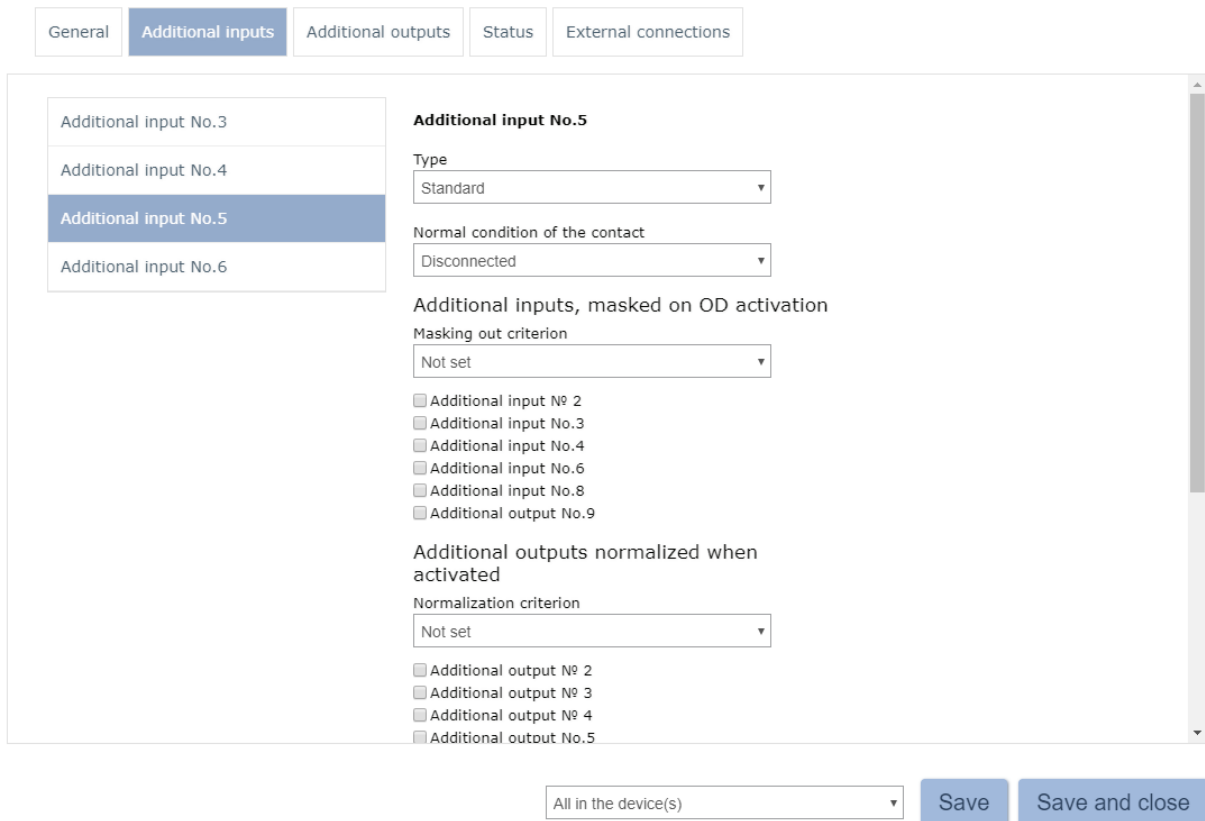 General
Additional inputs
Additional outputs
Status
External connections
Additional input No.3
Additional input No.4
Additional input No.5
Additional input No.6
Additional input No.5
Type
Standard
Normal condition of the contact
Disconnected
Additional inputs, masked on OD activation
Masking out criterion
Not set
Additional input № 2
Additional input No.3
Additional input No.4
Additional input No.6
Additional input No.8
Additional output No.9
Additional outputs normalized when
activated
Normalization criterion
Not set
Additional output № 2
Additional output № 3
Additional output № 4
Additional output No.5
All in the device(s)
Save
Save and close